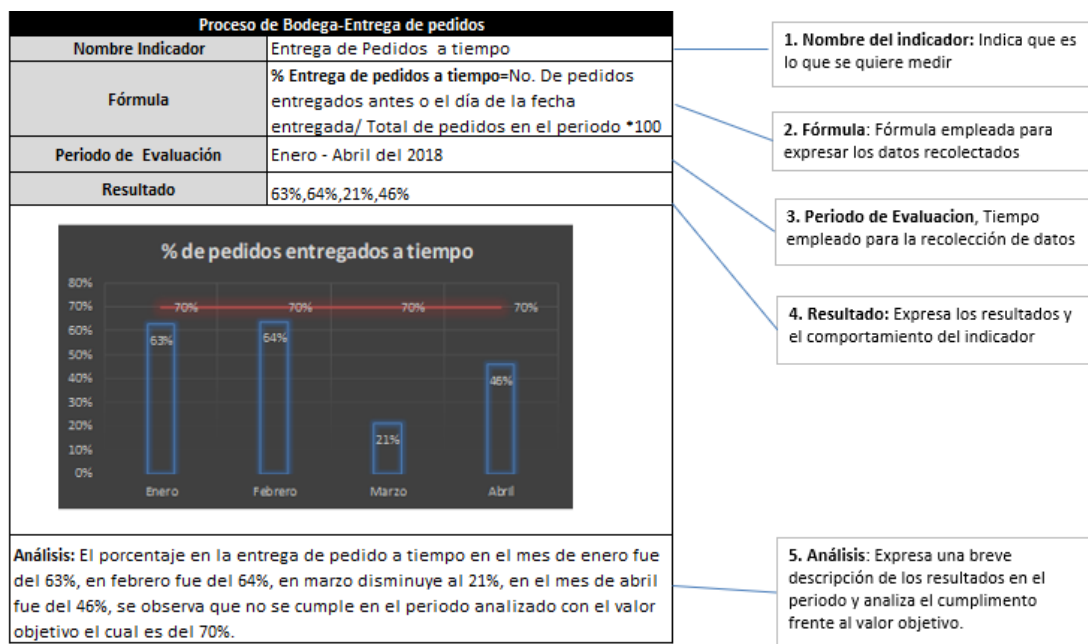 Proceso de Bodega-Entrega de pedidos
Nombre Indicador
Entrega de Pedidos a tiempo
Fórmula
% Entrega de pedidos a tiempo=No. De pedidos
entregados antes o el día de la fecha
entregada/ Total de pedidos en el periodo *100
Periodo de Evaluación
Enero - Abril del 2018
Resultado
63%,64%,21%,46%
% de pedidos entregados a tiempo
80%
70%
60%
50%
40%
30%
20%
10%
0%
70%
70%
70%
70%
63%
64%
21%
46%
Enero
Febrero
Marzo
Abril
Análisis: El porcentaje en la entrega de pedido a tiempo en el mes de enero fue
del 63%, en febrero fue del 64%, en marzo disminuye al 21%, en el mes de abril
fue del 46%, se observa que no se cumple en el periodo analizado con el valor
objetivo el cual es del 70%.
1. Nombre del indicador: Indica que es
lo que se quiere medir
2. Fórmula: Fórmula empleada para
expresar los datos recolectados
3. Periodo de Evaluacion, Tiempo
empleado para la recolección de datos
4. Resultado: Expresa los resultados y
el comportamiento del indicador
5. Análisis: Expresa una breve
descripción de los resultados en el
periodo y analiza el cumplimento
frente al valor objetivo.